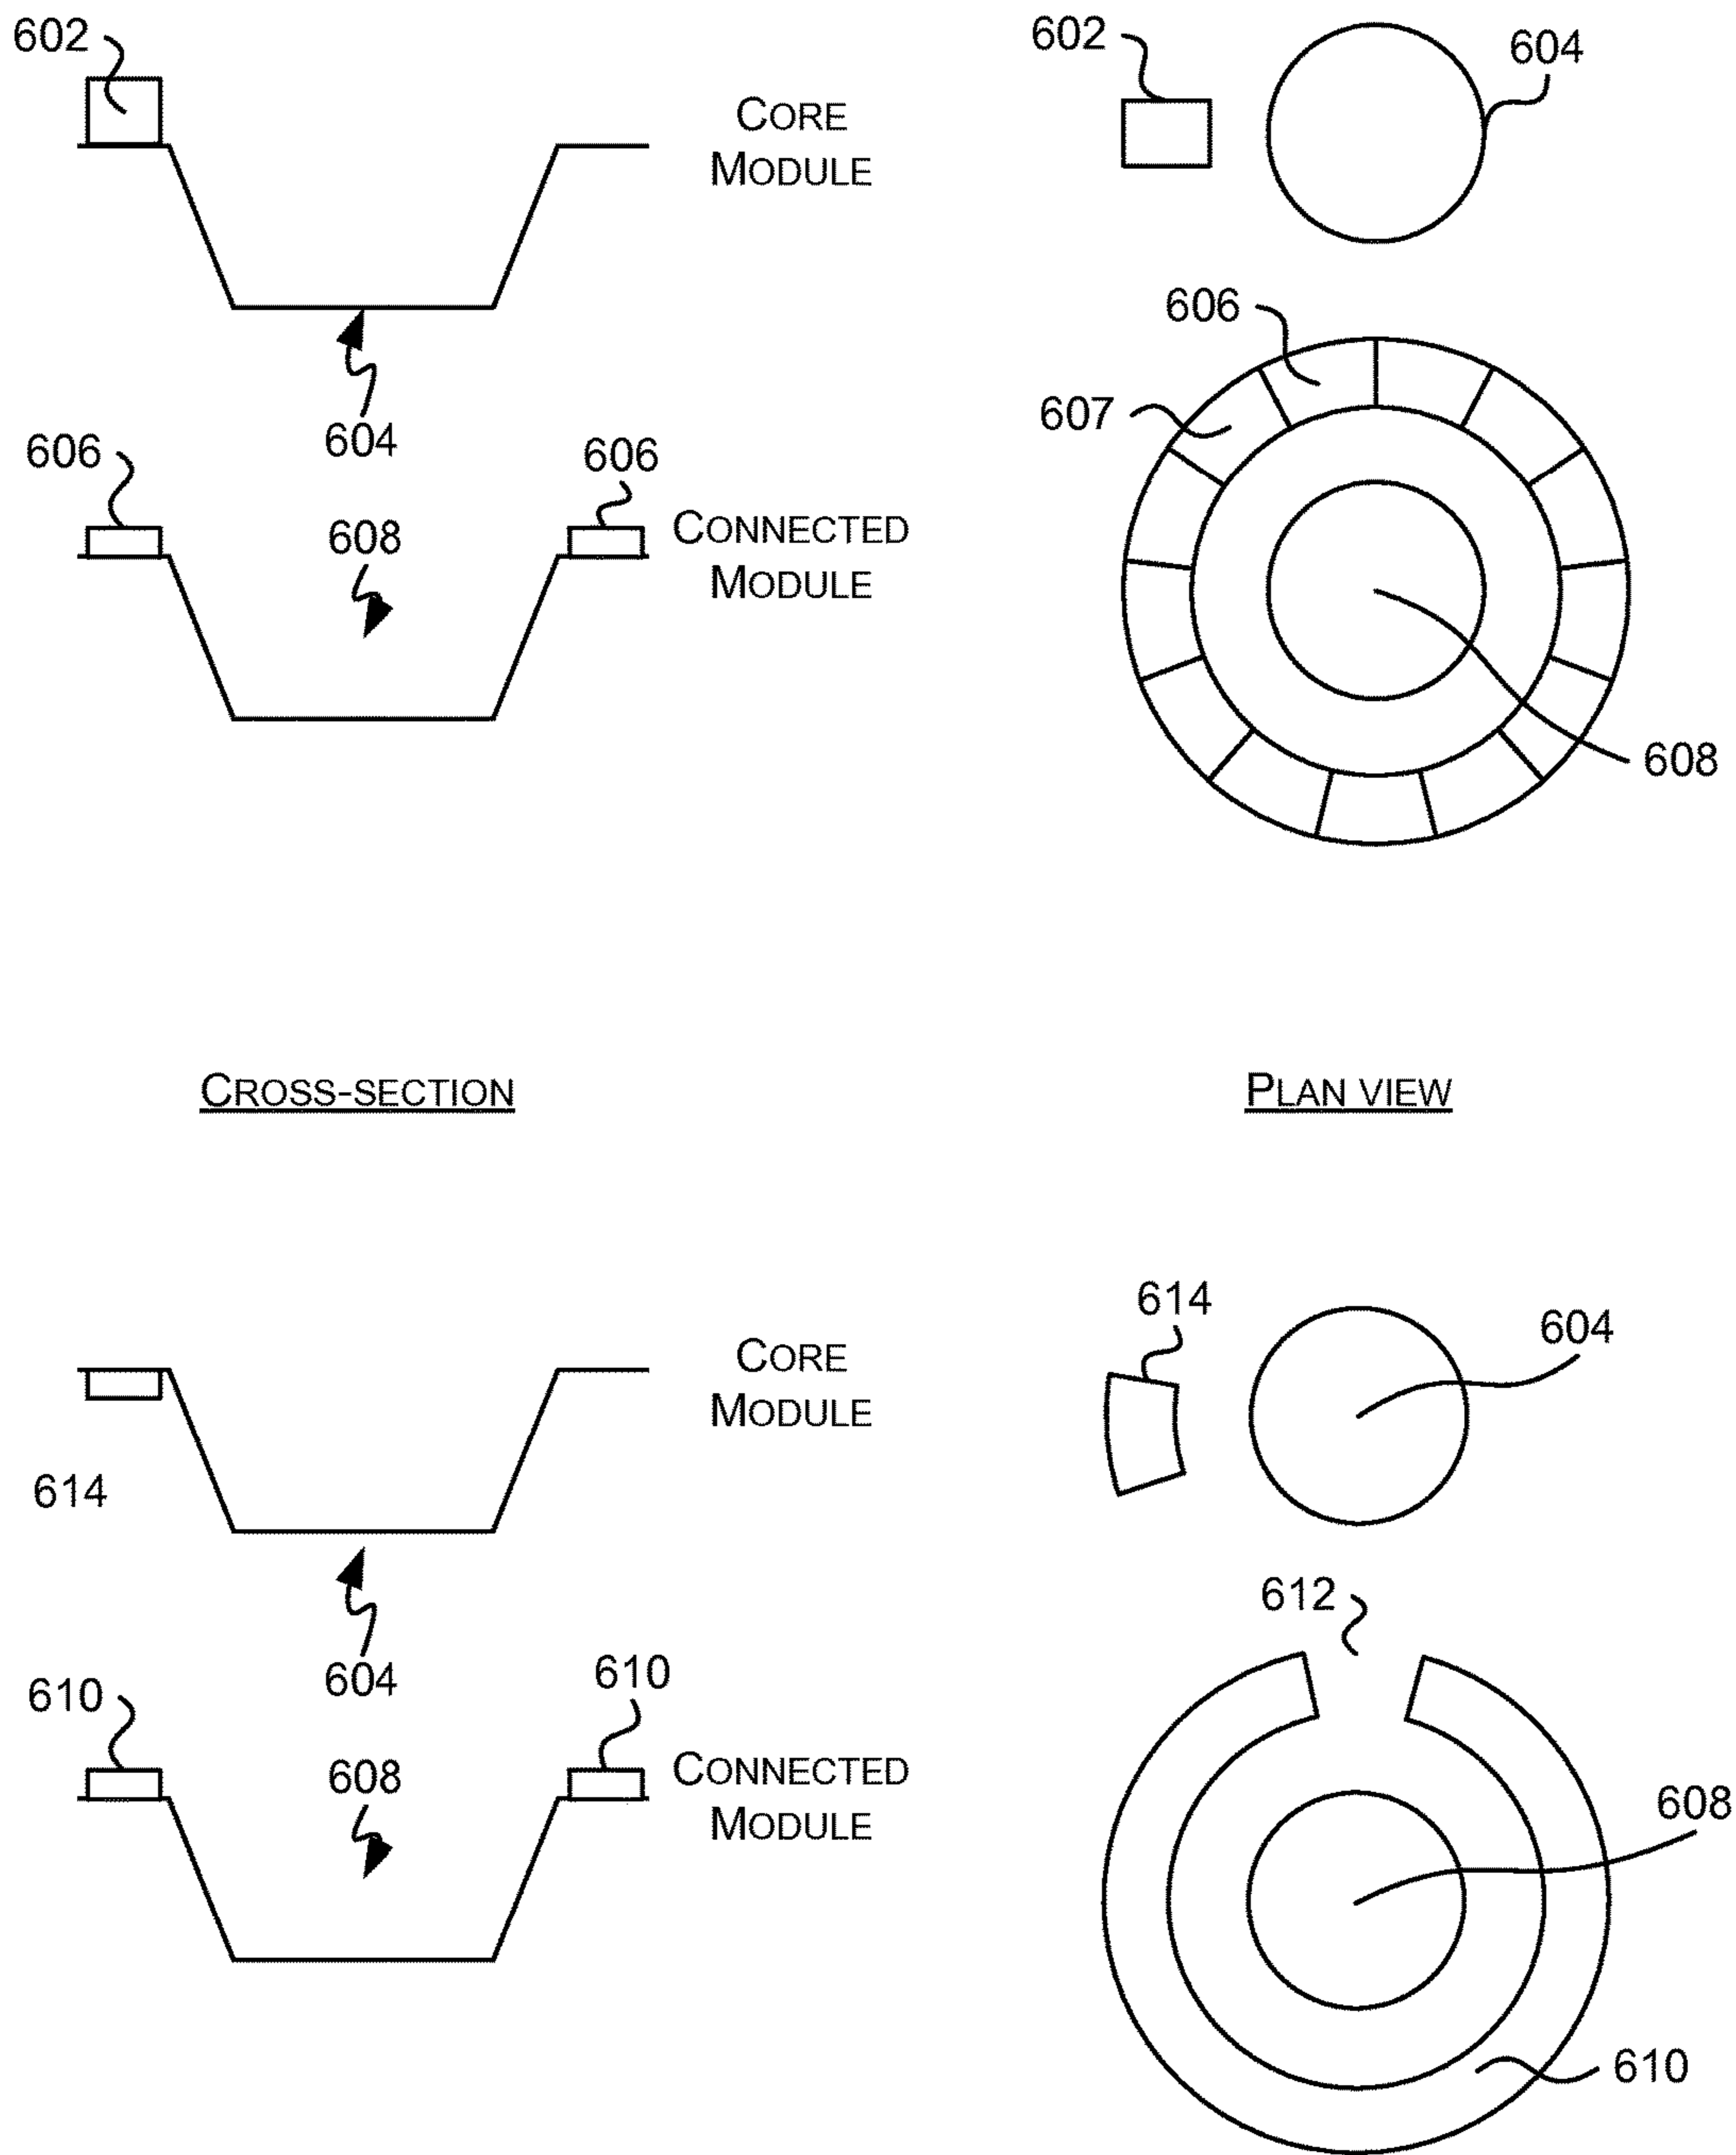 602
CORE
MODULE
604
606
606
608
CONNECTED
MODULE
602
604
606
607
608
CROSS-SECTION
PLAN VIEW
CORE
MODULE
614
604
610
610
608
CONNECTED
MODULE
614
604
612
608
610